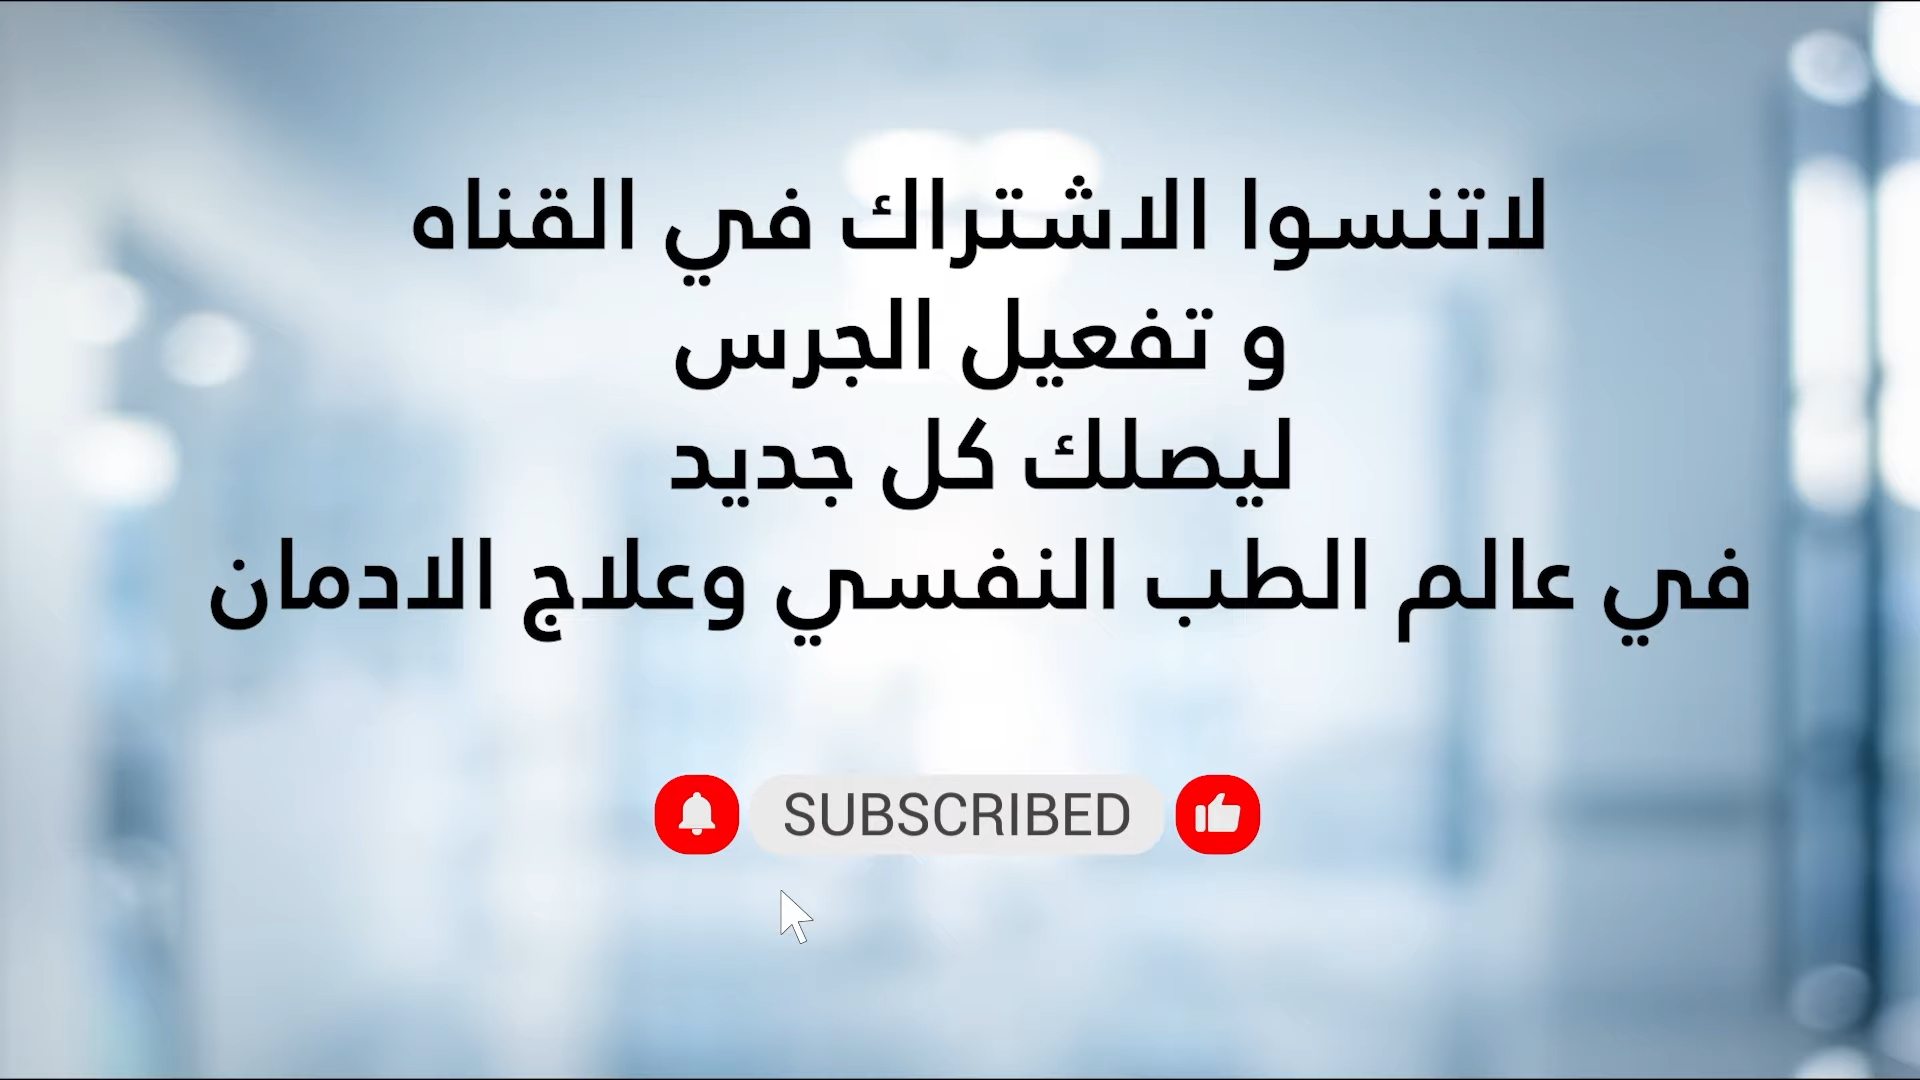 لاتنسوا الاشتراك في القناه
و تفعيل الجرس
ليصلك كل جديد
في عالم الطب النفسي وعلاج الادمان
SUBSCRIBED